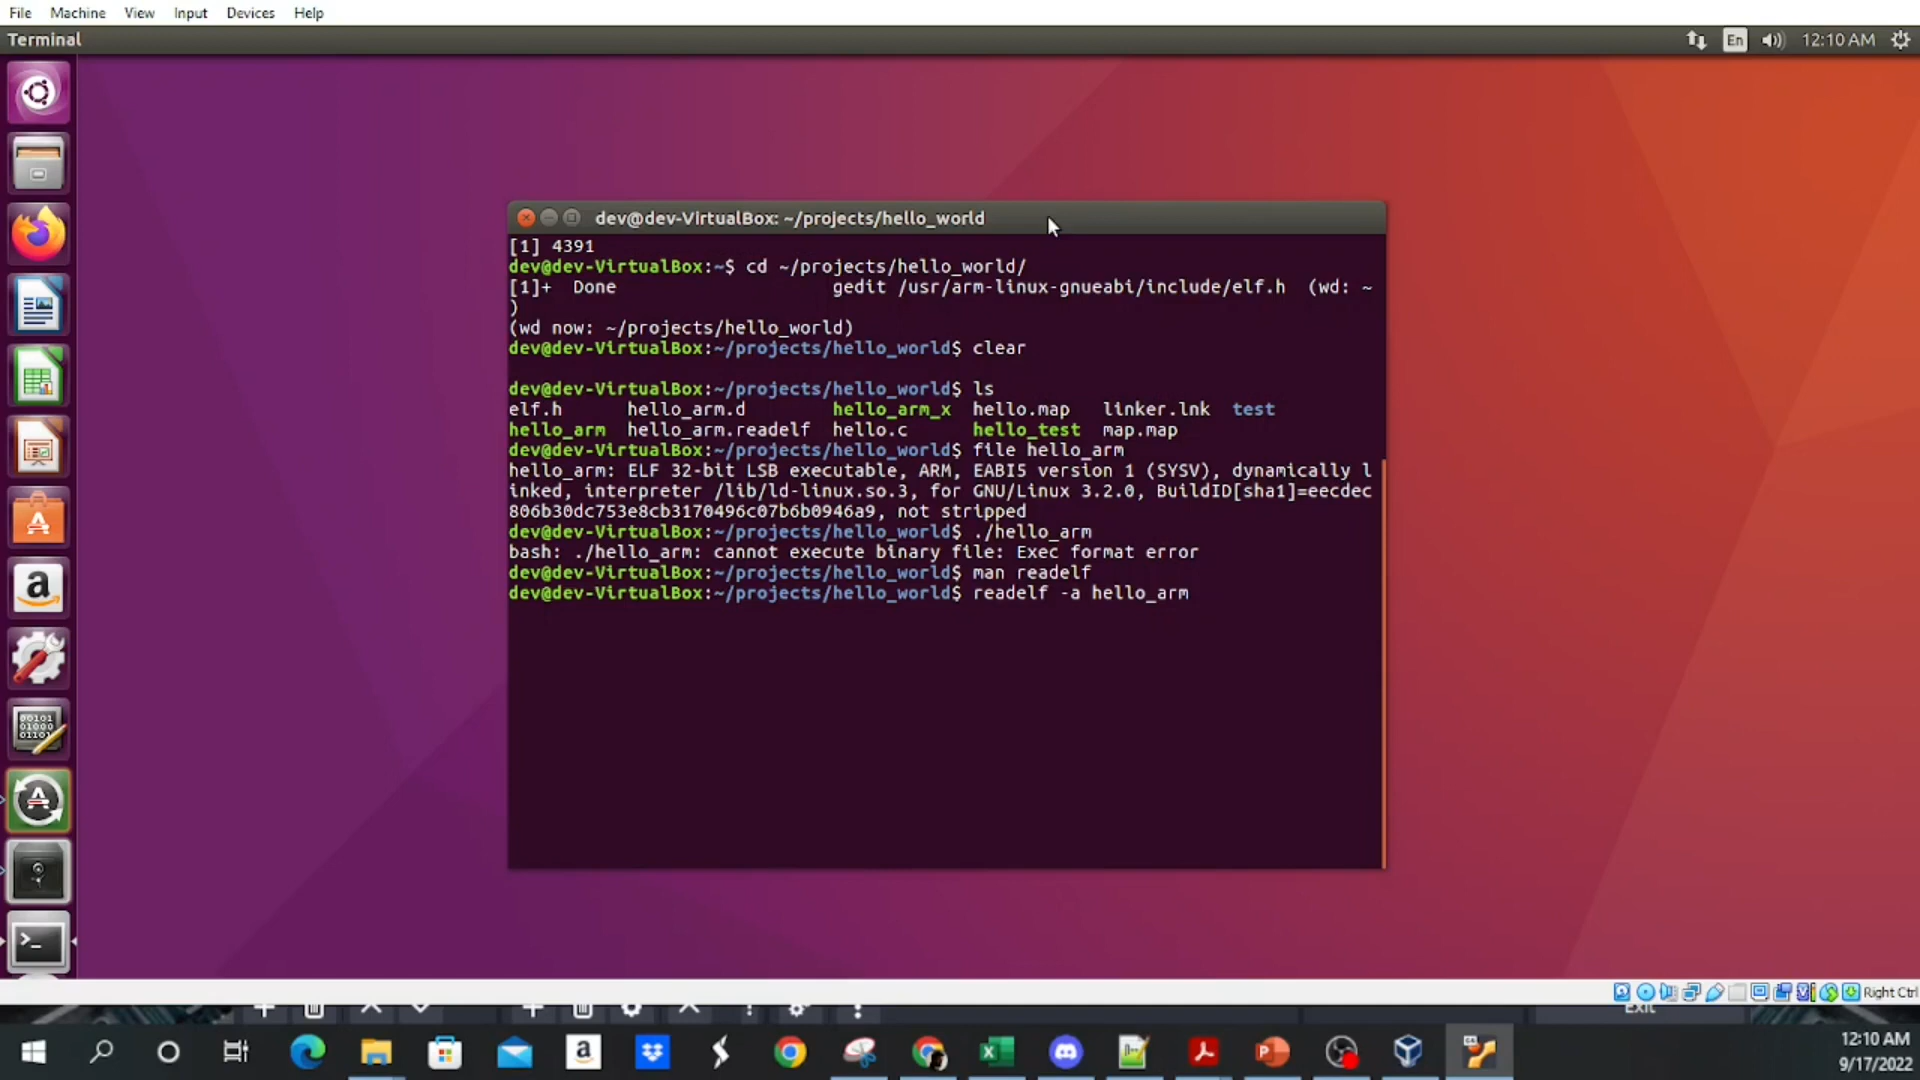 File Machine View Input Devices Help
Terminal
En
12:10 AM
dev@dev-VirtualBox: ~/projects/hello_world
[1] 4391
dev@dev-VirtualBox:~$ cd ~/projects/hello_world/
[1]+  Done                    gedit /usr/arm-linux-gnueabi/include/elf.h  (wd: ~
)
(wd now: ~/projects/hello_world)
dev@dev-VirtualBox:~/projects/hello_world$ clear
dev@dev-VirtualBox:~/projects/hello_world$ ls
elf.h      hello_arm.d        hello_arm_x  hello.map   linker.lnk  test
hello_arm  hello_arm.readelf  hello.c      hello_test  map.map
dev@dev-VirtualBox:~/projects/hello_world$ file hello_arm
hello_arm: ELF 32-bit LSB executable, ARM, EABI5 version 1 (SYSV), dynamically l
inked, interpreter /lib/ld-linux.so.3, for GNU/Linux 3.2.0, BuildID[sha1]=eecdec
806b30dc753e8cb3170496c07b6b0946a9, not stripped
dev@dev-VirtualBox:~/projects/hello_world$ ./hello_arm
bash: ./hello_arm: cannot execute binary file: Exec format error
dev@dev-VirtualBox:~/projects/hello_world$ man readelf
dev@dev-VirtualBox:~/projects/hello_world$ readelf -a hello_arm
Right Ctrl
Exit
12:10 AM
9/17/2022